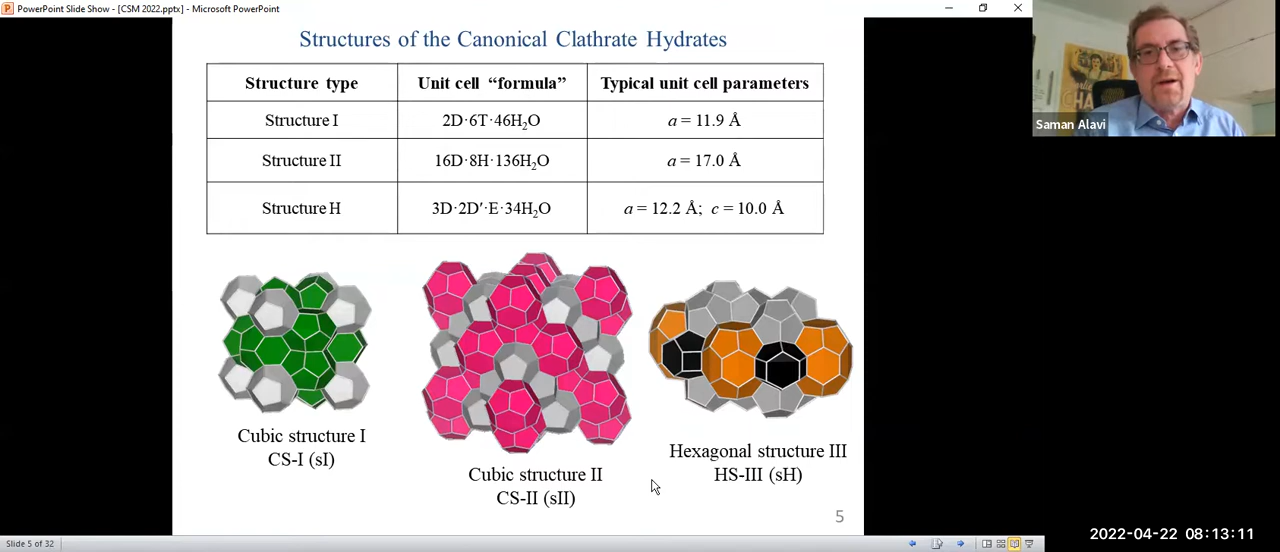 PowerPoint Slide Show - [CSM 2022.pptx] - Microsoft PowerPoint
Structures of the Canonical Clathrate Hydrates
Structure type Unit cell “formula” Typical unit cell parameters
Structure I 2D·6T·46H₂O a = 11.9 Å
Structure II 16D·8H·136H₂O a = 17.0 Å
Structure H 3D·2D′·E·34H₂O a = 12.2 Å; c = 10.0 Å
Cubic structure I
CS-I (sI)
Cubic structure II
CS-II (sII)
Hexagonal structure III
HS-III (sH)
5
Saman Alavi
Slide 5 of 32
2022-04-22 08:13:11